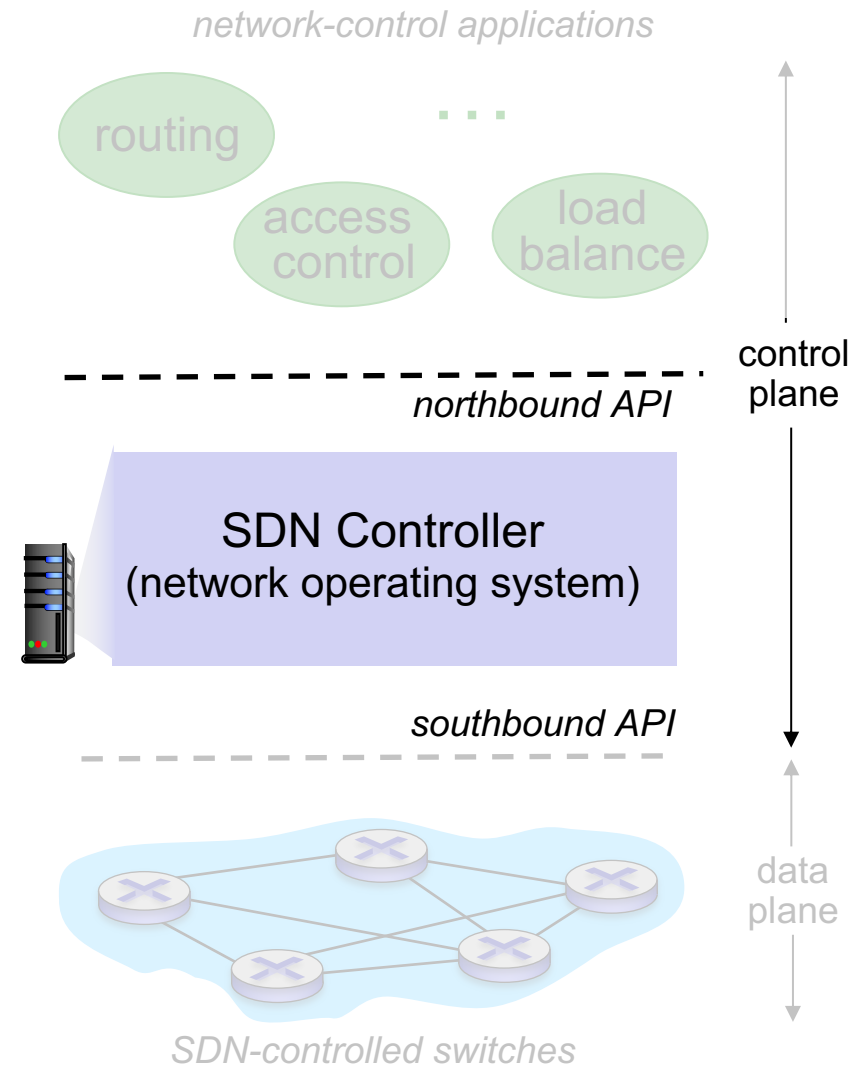 network-control applications
routing
. . .
access
control
load
balance
control
plane
northbound API
SDN Controller
(network operating system)
southbound API
data
plane
SDN-controlled switches